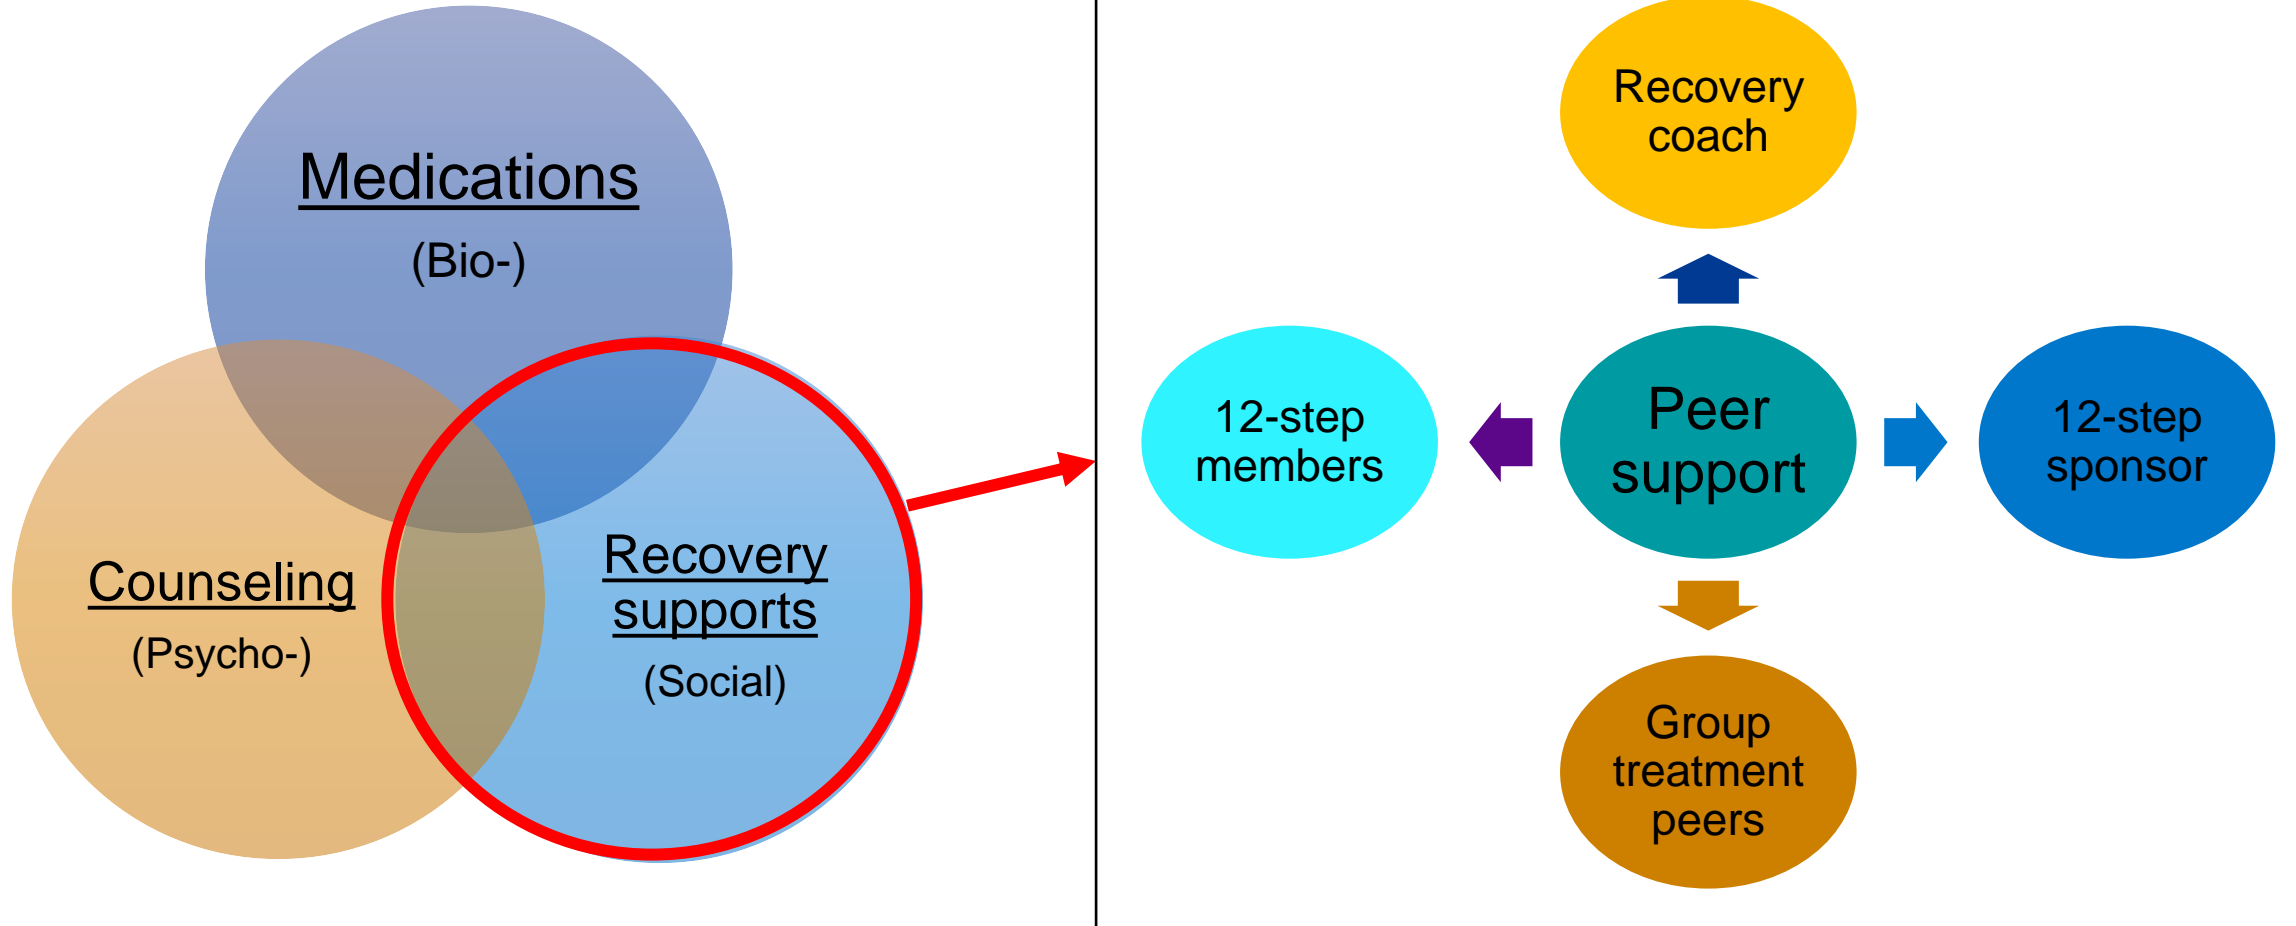 Medications
(Bio-)
Counseling
(Psycho-)
Recovery
supports
(Social)
Recovery
coach
12-step
members
Peer
support
12-step
sponsor
Group
treatment
peers